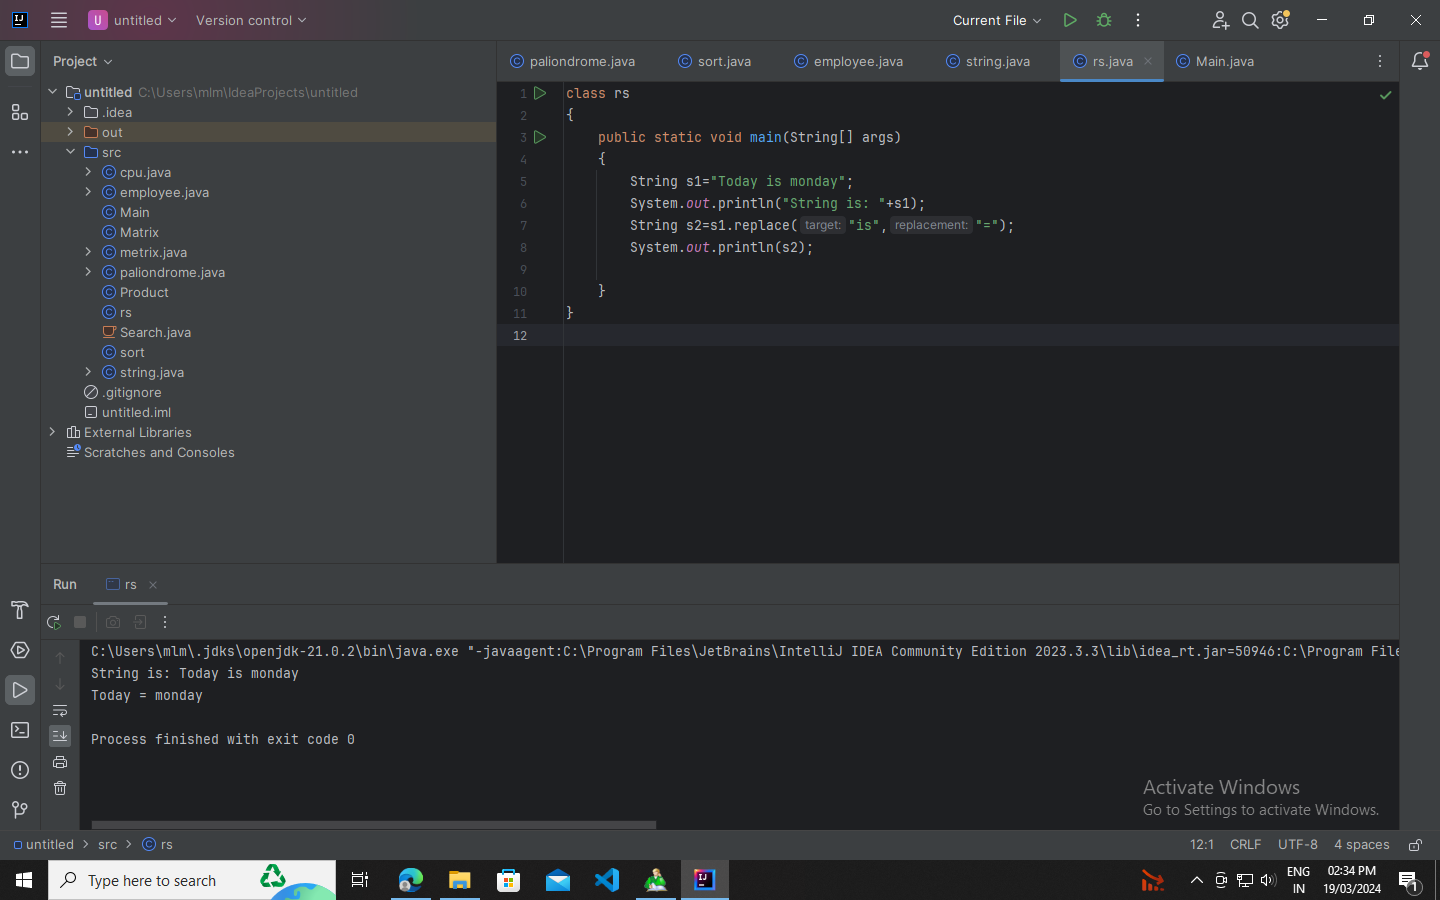 U untitled Version control Current File
Project
paliondrome.java sort.java employee.java string.java rs.java Main.java
untitled C:\Users\mlm\IdeaProjects\untitled
.idea
out
src
cpu.java
employee.java
Main
Matrix
metrix.java
paliondrome.java
Product
rs
Search.java
sort
string.java
.gitignore
untitled.iml
External Libraries
Scratches and Consoles
1 class rs
2 {
3 public static void main(String[] args)
4 {
5 String s1="Today is monday";
6 System.out.println("String is: "+s1);
7 String s2=s1.replace( target: "is", replacement: "=");
8 System.out.println(s2);
9
10 }
11 }
12
Run rs
C:\Users\mlm\.jdks\openjdk-21.0.2\bin\java.exe "-javaagent:C:\Program Files\JetBrains\IntelliJ IDEA Community Edition 2023.3.3\lib\idea_rt.jar=50946:C:\Program File
String is: Today is monday
Today = monday
Process finished with exit code 0
Activate Windows
Go to Settings to activate Windows.
untitled > src > rs 12:1 CRLF UTF-8 4 spaces
Type here to search
ENG
IN
02:34 PM
19/03/2024
1